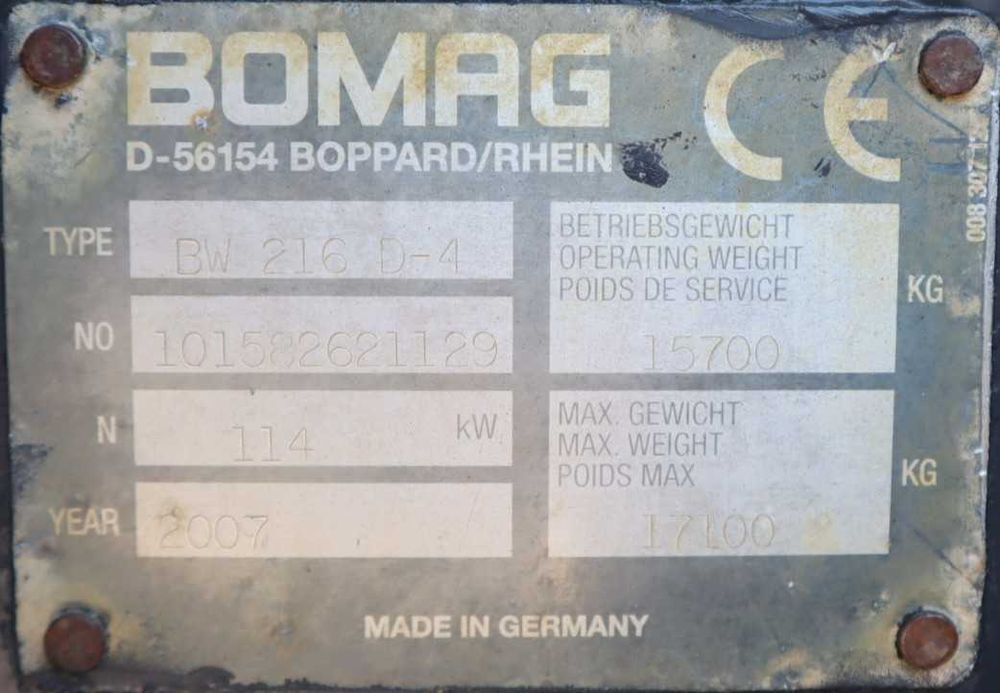 BOMAG CE
D-56154 BOPPARD/RHEIN
TYPE BW 216 D-4
NO 101582621129
N 114 kW
YEAR 2007
BETRIEBSGEWICHT
OPERATING WEIGHT
POIDS DE SERVICE
15700 KG
MAX. GEWICHT
MAX. WEIGHT
POIDS MAX
17100 KG
MADE IN GERMANY